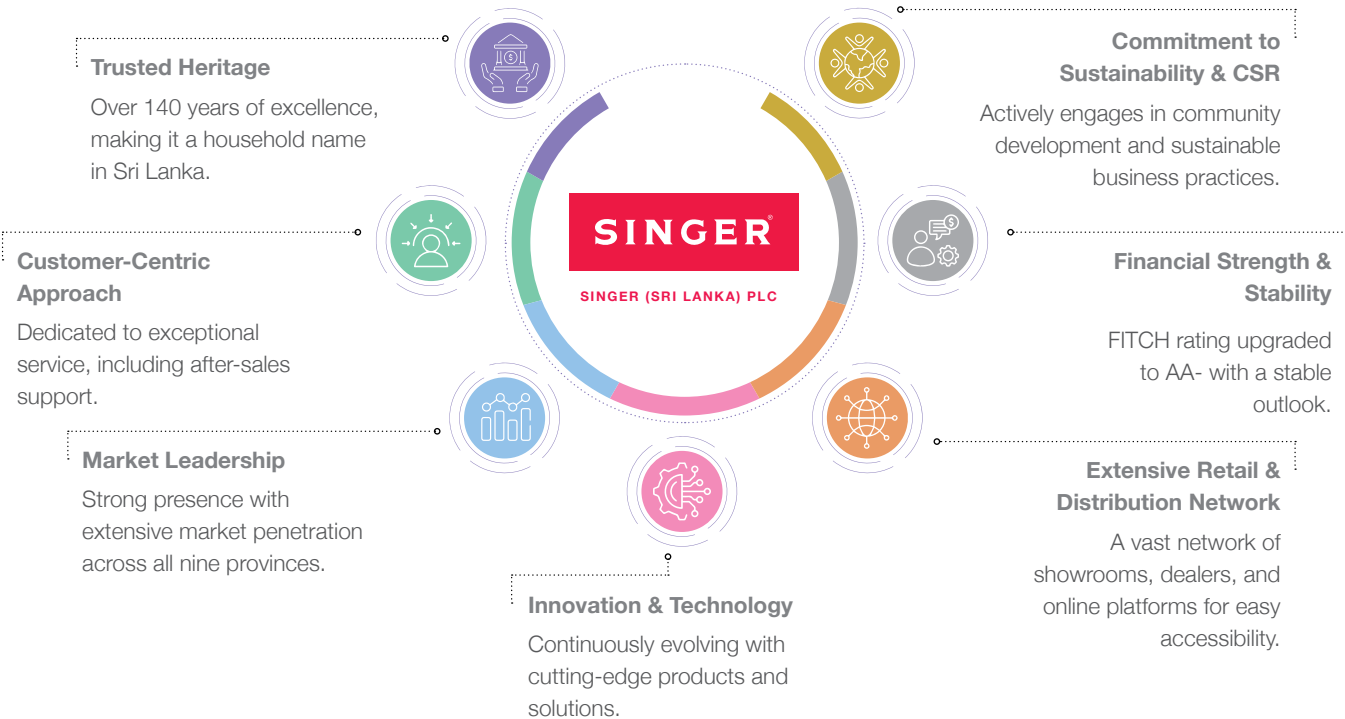 Trusted Heritage
Over 140 years of excellence,
making it a household name
in Sri Lanka.
Customer-Centric
Approach
Dedicated to exceptional
service, including after-sales
support.
Market Leadership
Strong presence with
extensive market penetration
across all nine provinces.
Innovation & Technology
Continuously evolving with
cutting-edge products and
solutions.
SINGER®
SINGER (SRI LANKA) PLC
Commitment to
Sustainability & CSR
Actively engages in community
development and sustainable
business practices.
Financial Strength &
Stability
FITCH rating upgraded
to AA- with a stable
outlook.
Extensive Retail &
Distribution Network
A vast network of
showrooms, dealers, and
online platforms for easy
accessibility.